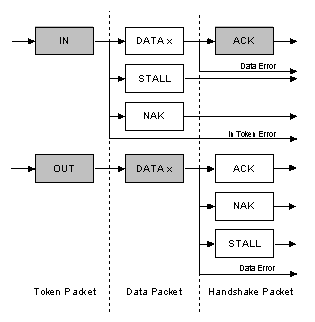 IN DATA x ACK
Data Error
STALL
NAK
In Token Error
OUT DATA x ACK
NAK
STALL
Data Error
Token Packet Data Packet Handshake Packet